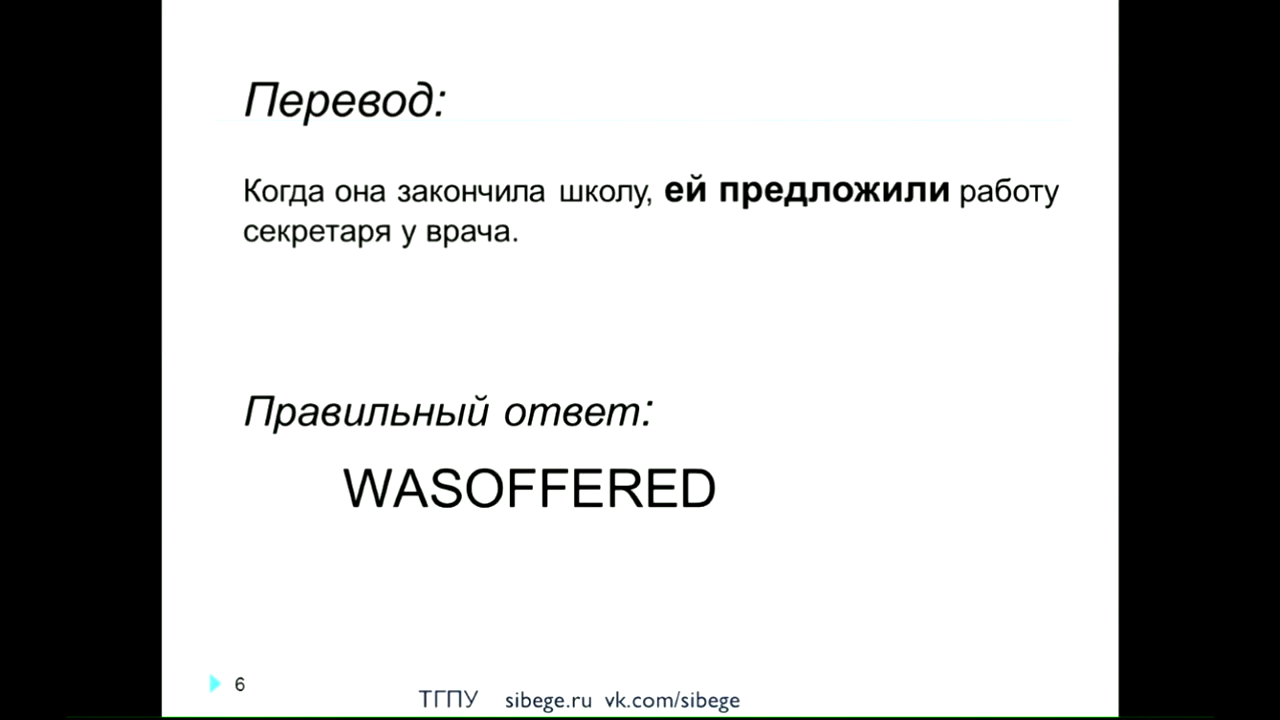 Перевод:
Когда она закончила школу, ей предложили работу
секретаря у врача.
Правильный ответ:
WASOFFERED
6
ТГПУ sibege.ru vk.com/sibege